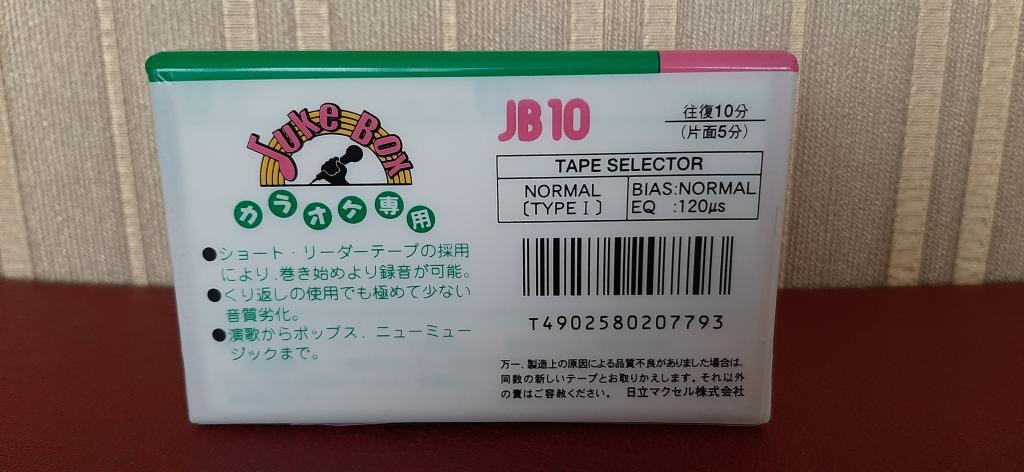 Juke Box
カラオケ専用
●ショート・リーダーテープの採用
により、巻き始めより録音が可能。
●くり返しの使用でも極めて少ない
音質劣化。
●演歌からポップス、ニューミュー
ジックまで。
JB10
往復10分
(片面5分)
TAPE SELECTOR
NORMAL
〔TYPE I〕
BIAS:NORMAL
EQ :120μs
T4902580207793
万一、製造上の原因による品質不良がありました場合は、
同数の新しいテープとお取りかえします。それ以外
の責はご容赦ください。 日立マクセル株式会社